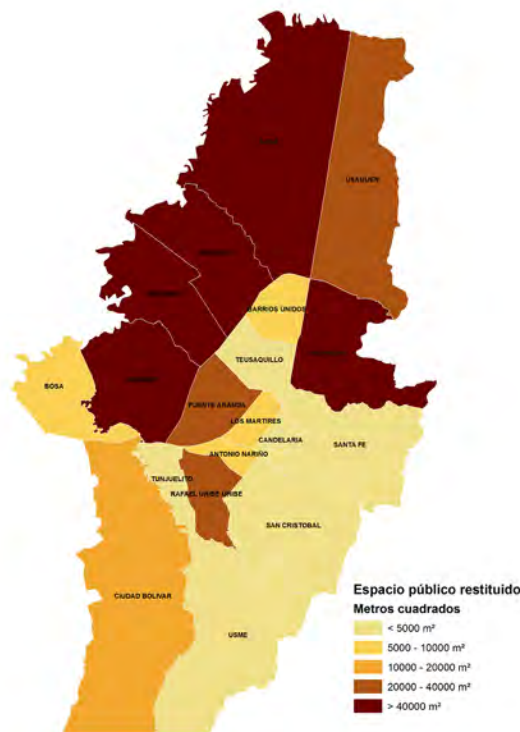 USAQUEN
BARRIOS UNIDOS
TEUSAQUILLO
BOSA
PUENTE ARANDA
LOS MARTIRES
CANDELARIA
SANTA FE
ANTONIO NARIÑO
TUNJUELITO
RAFAEL URIBE URIBE
SAN CRISTOBAL
CIUDAD BOLIVAR
USME
Espacio público restituido
Metros cuadrados
< 5000 m²
5000 - 10000 m²
10000 - 20000 m²
20000 - 40000 m²
> 40000 m²